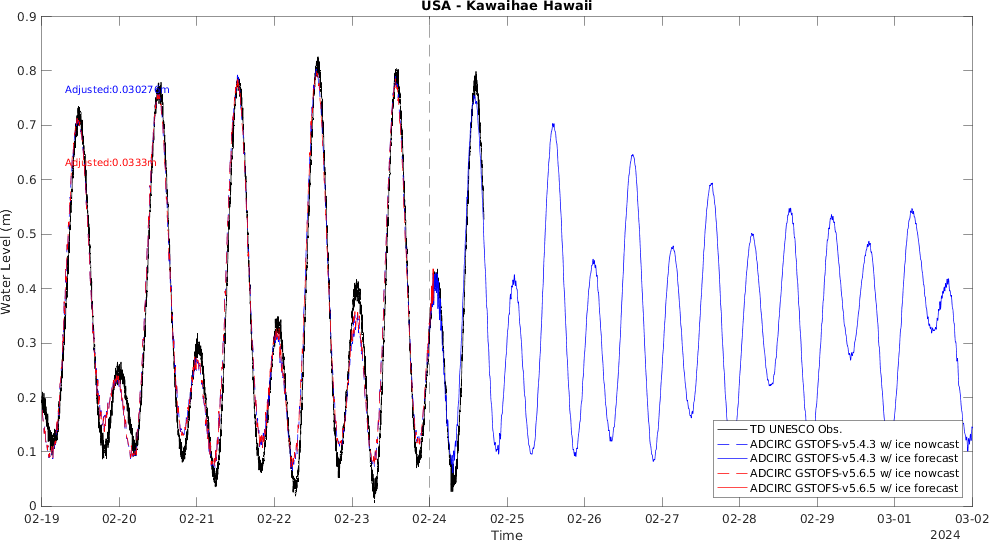 USA - Kawaihae Hawaii
0.9
0.8
0.7
0.6
0.5
0.4
0.3
0.2
0.1
0
Water Level (m)
Adjusted:0.030276m
Adjusted:0.0333m
TD UNESCO Obs.
ADCIRC GSTOFS-v5.4.3 w/ ice nowcast
ADCIRC GSTOFS-v5.4.3 w/ ice forecast
ADCIRC GSTOFS-v5.6.5 w/ ice nowcast
ADCIRC GSTOFS-v5.6.5 w/ ice forecast
02-19 02-20 02-21 02-22 02-23 02-24 02-25 02-26 02-27 02-28 02-29 03-01 03-02
Time
2024